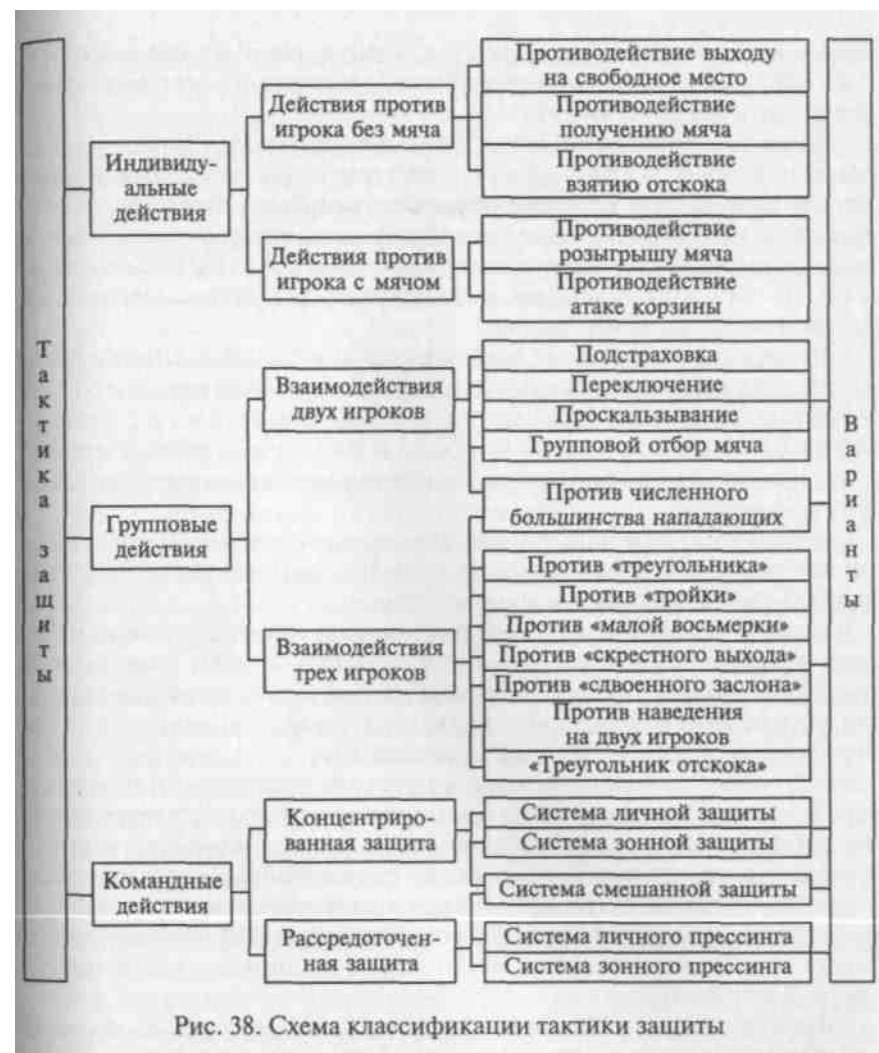 Тактика защиты
Индивиду-
альные
действия
Действия против
игрока без мяча
Противодействие выходу
на свободное место
Противодействие
получению мяча
Противодействие
взятию отскока
Действия против
игрока с мячом
Противодействие
розыгрышу мяча
Противодействие
атаке корзины
Групповые
действия
Взаимодействия
двух игроков
Подстраховка
Переключение
Проскальзывание
Групповой отбор мяча
Против численного
большинства нападающих
Взаимодействия
трех игроков
Против «треугольника»
Против «тройки»
Против «малой восьмерки»
Против «скрестного выхода»
Против «сдвоенного заслона»
Против наведения
на двух игроков
«Треугольник отскока»
Командные
действия
Концентриро-
ванная защита
Система личной защиты
Система зонной защиты
Система смешанной защиты
Рассредоточен-
ная защита
Система личного прессинга
Система зонного прессинга
Варианты
Рис. 38. Схема классификации тактики защиты